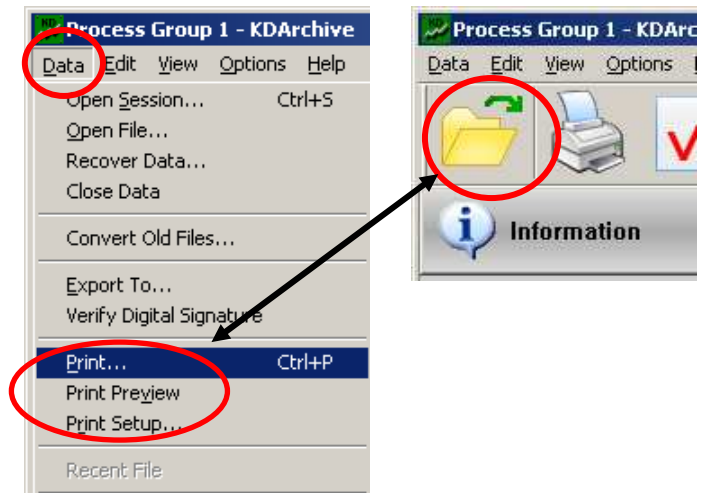 Process Group 1 - KDArchive
Data Edit View Options Help
Open Session... Ctrl+S
Open File...
Recover Data...
Close Data
Convert Old Files...
Export To...
Verify Digital Signature
Print... Ctrl+P
Print Preview
Print Setup...
Recent File
Process Group 1 - KDArc
Data Edit View Options
Information